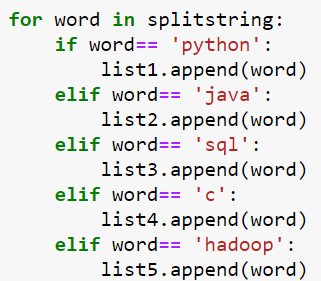 for word in splitstring:
    if word== 'python':
        list1.append(word)
    elif word== 'java':
        list2.append(word)
    elif word== 'sql':
        list3.append(word)
    elif word== 'c':
        list4.append(word)
    elif word== 'hadoop':
        list5.append(word)